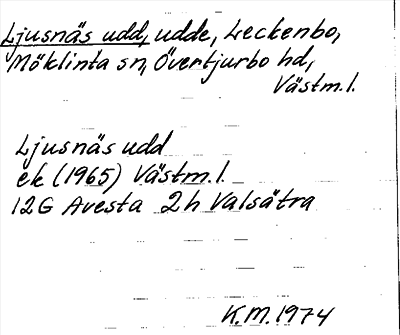 Ljusnäs udd, udde, Leckenbo,
Möklinta sn, Övertjurbo hd,
Västm.l.
Ljusnäs udd
ek (1965) Västm.l.
12G Avesta 2h Valsätra
K.M. 1974